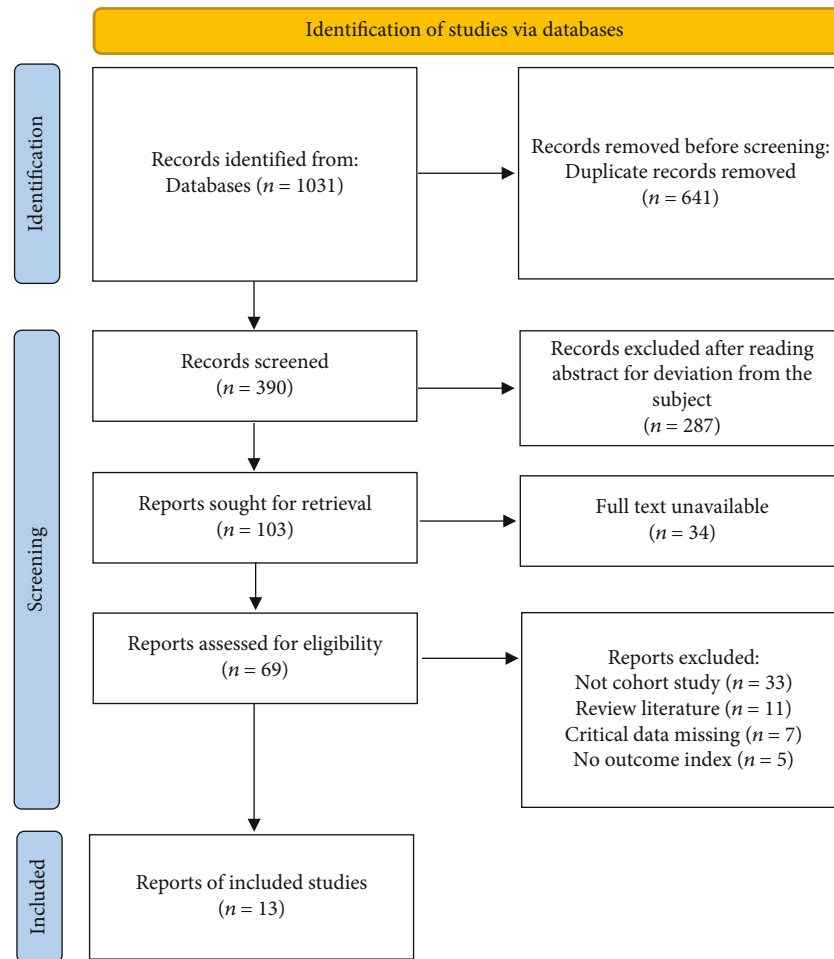 Identification of studies via databases
Identification
Records identified from:
Databases (n = 1031)
Records removed before screening:
Duplicate records removed
(n = 641)
Screening
Records screened
(n = 390)
Records excluded after reading
abstract for deviation from the
subject
(n = 287)
Reports sought for retrieval
(n = 103)
Full text unavailable
(n = 34)
Reports assessed for eligibility
(n = 69)
Reports excluded:
Not cohort study (n = 33)
Review literature (n = 11)
Critical data missing (n = 7)
No outcome index (n = 5)
Included
Reports of included studies
(n = 13)